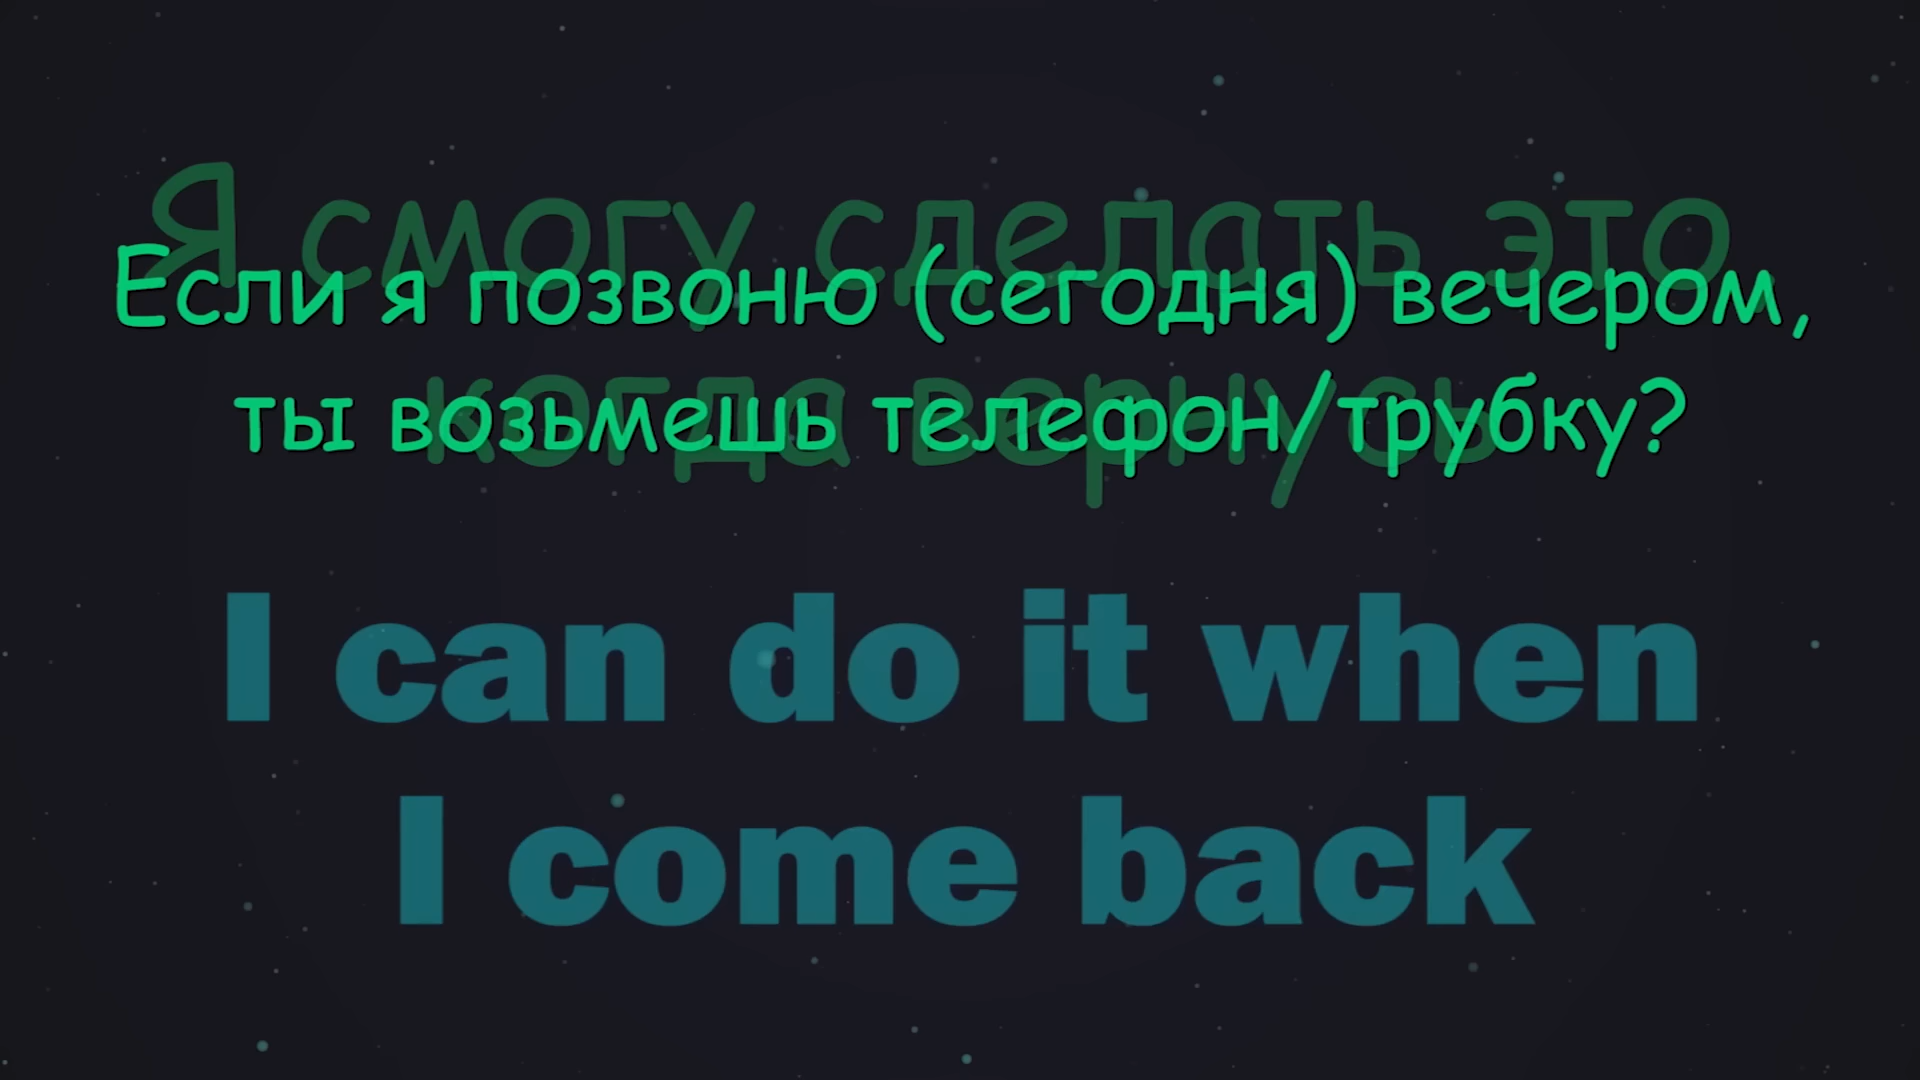 Я смогу сделать это
когда вернусь
Если я позвоню (сегодня) вечером,
ты возьмешь телефон/трубку?
I can do it when
I come back